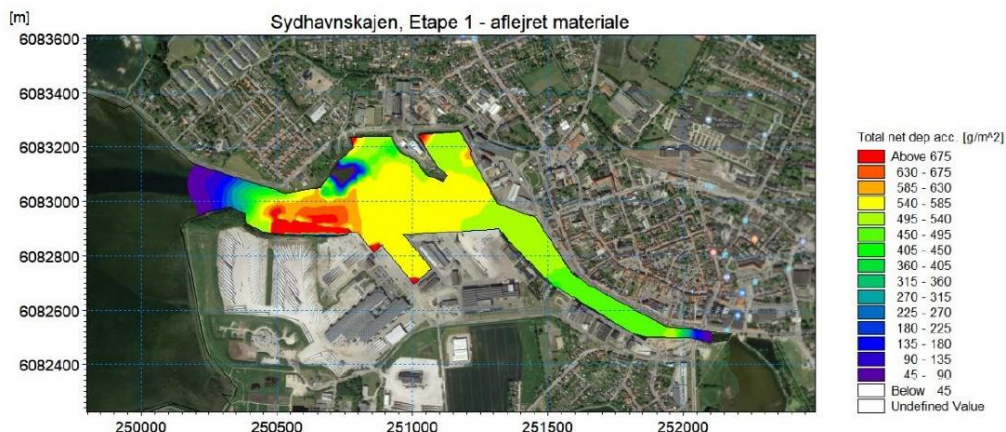 [m]
Sydhavnskajen, Etape 1 - aflejret materiale
6083600
6083400
6083200
6083000
6082800
6082600
6082400
250000 250500 251000 251500 252000
Total net dep acc. [g/m^2]
Above 675
630 - 675
585 - 630
540 - 585
495 - 540
450 - 495
405 - 450
360 - 405
315 - 360
270 - 315
225 - 270
180 - 225
135 - 180
90 - 135
45 - 90
Below 45
Undefined Value